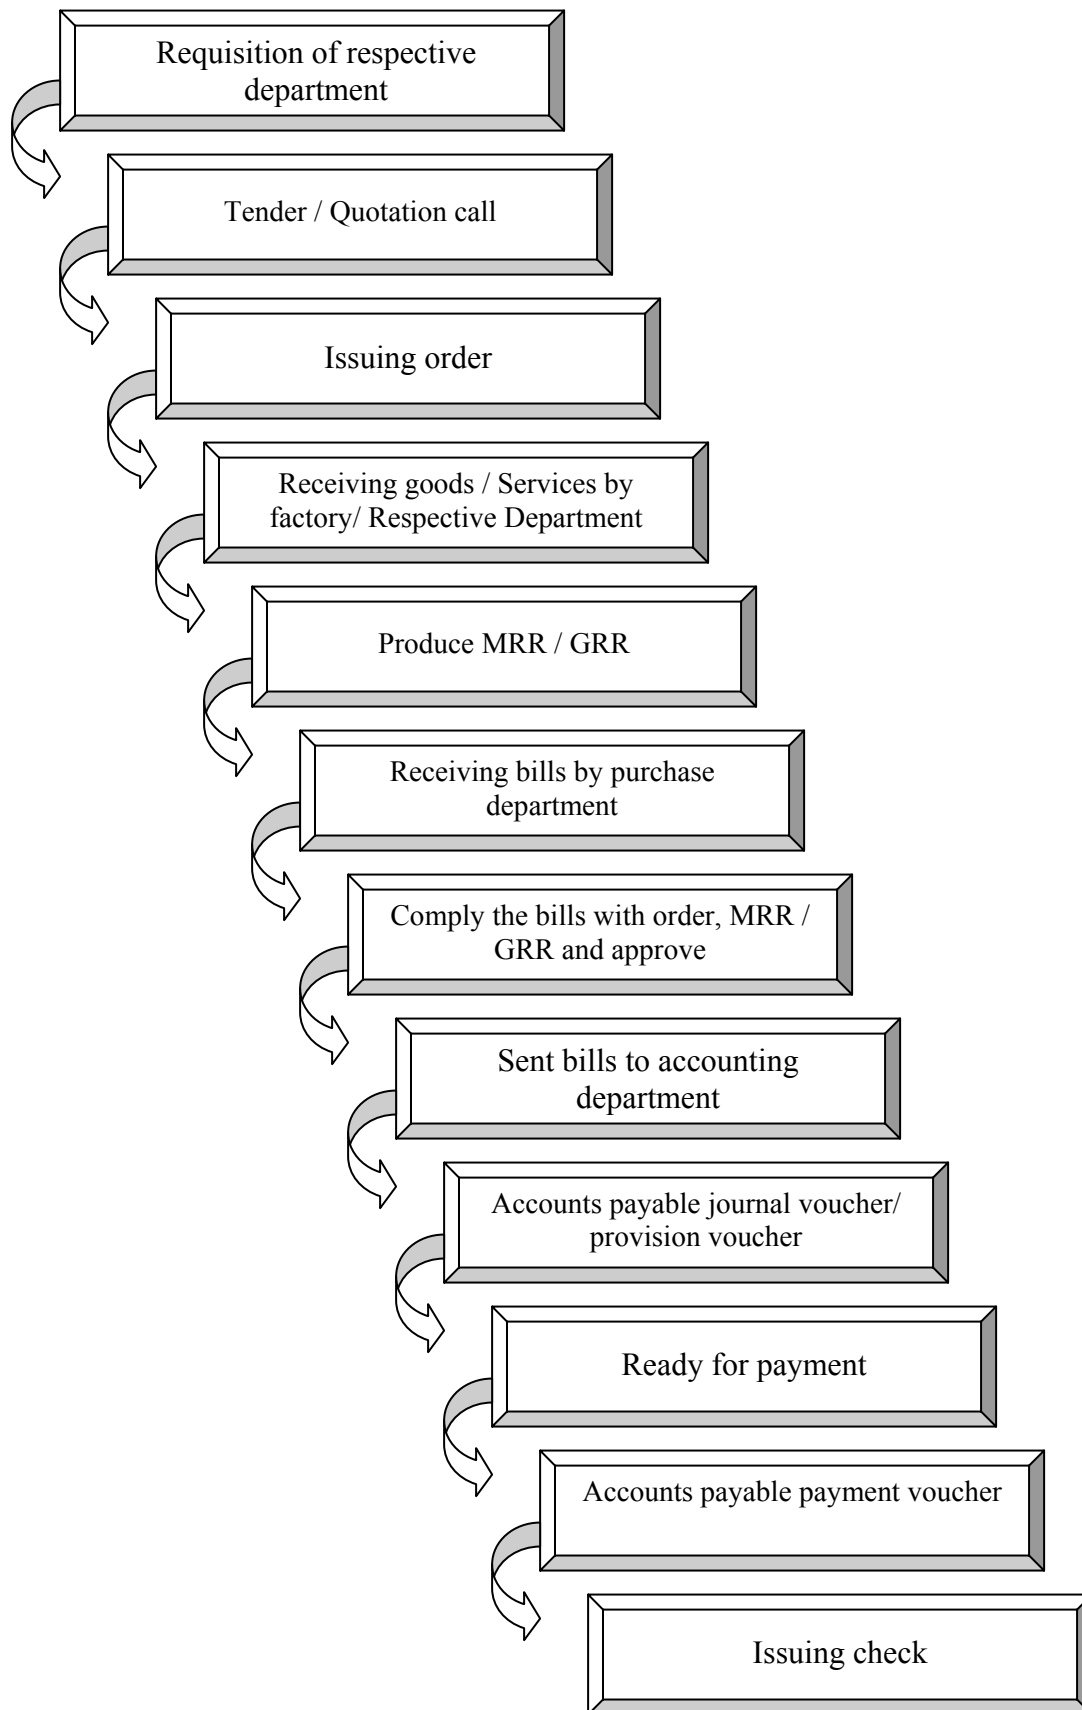 Requisition of respective
department
Tender / Quotation call
Issuing order
Receiving goods / Services by
factory/ Respective Department
Produce MRR / GRR
Receiving bills by purchase
department
Comply the bills with order, MRR /
GRR and approve
Sent bills to accounting
department
Accounts payable journal voucher/
provision voucher
Ready for payment
Accounts payable payment voucher
Issuing check